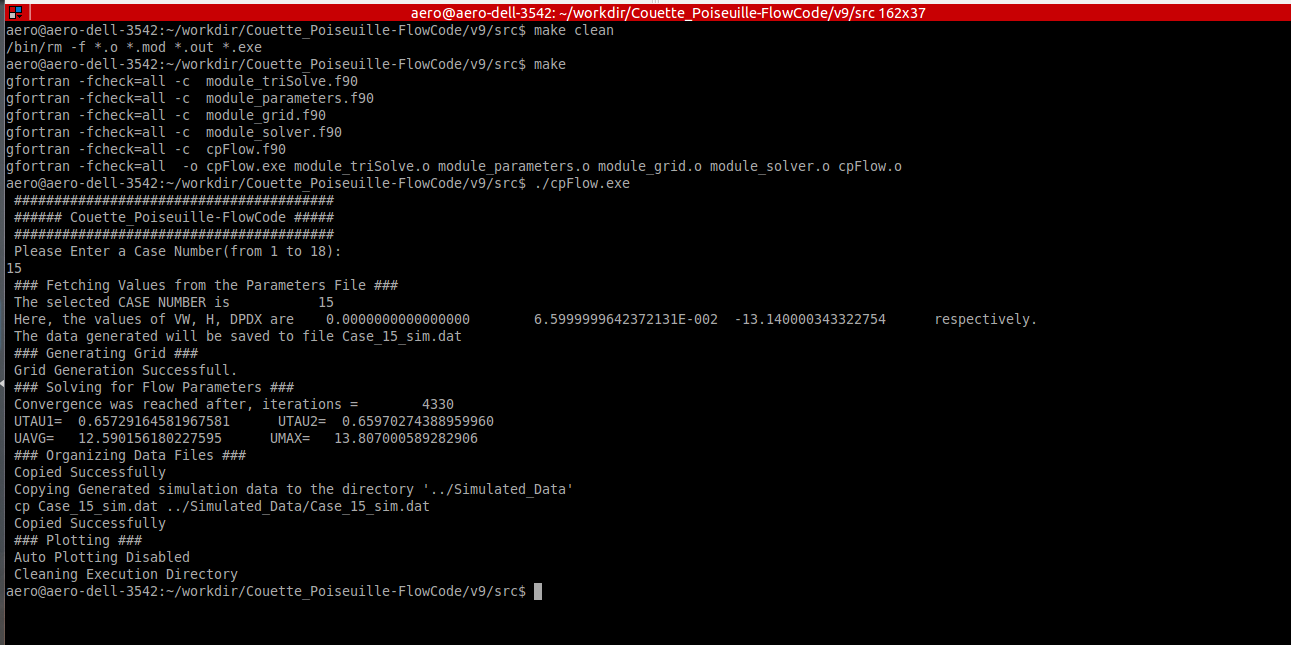 aero@aero-dell-3542: ~/workdir/Couette_Poiseuille-FlowCode/v9/src 162x37
aero@aero-dell-3542:~/workdir/Couette_Poiseuille-FlowCode/v9/src$ make clean
/bin/rm -f *.o *.mod *.out *.exe
aero@aero-dell-3542:~/workdir/Couette_Poiseuille-FlowCode/v9/src$ make
gfortran -fcheck=all -c  module_triSolve.f90
gfortran -fcheck=all -c  module_parameters.f90
gfortran -fcheck=all -c  module_grid.f90
gfortran -fcheck=all -c  module_solver.f90
gfortran -fcheck=all -c  cpFlow.f90
gfortran -fcheck=all  -o cpFlow.exe module_triSolve.o module_parameters.o module_grid.o module_solver.o cpFlow.o
aero@aero-dell-3542:~/workdir/Couette_Poiseuille-FlowCode/v9/src$ ./cpFlow.exe
########################################
###### Couette_Poiseuille-FlowCode #####
########################################
Please Enter a Case Number(from 1 to 18):
15
### Fetching Values from the Parameters File ###
The selected CASE NUMBER is           15
Here, the values of VW, H, DPDX are    0.0000000000000000        6.5999999642372131E-002  -13.140000343322754      respectively.
The data generated will be saved to file Case_15_sim.dat
### Generating Grid ###
Grid Generation Successfull.
### Solving for Flow Parameters ###
Convergence was reached after, iterations =        4330
UTAU1=  0.65729164581967581      UTAU2=  0.65970274388959960
UAVG=   12.590156180227595      UMAX=   13.807000589282906
### Organizing Data Files ###
Copied Successfully
Copying Generated simulation data to the directory '../Simulated_Data'
cp Case_15_sim.dat ../Simulated_Data/Case_15_sim.dat
Copied Successfully
### Plotting ###
Auto Plotting Disabled
Cleaning Execution Directory
aero@aero-dell-3542:~/workdir/Couette_Poiseuille-FlowCode/v9/src$